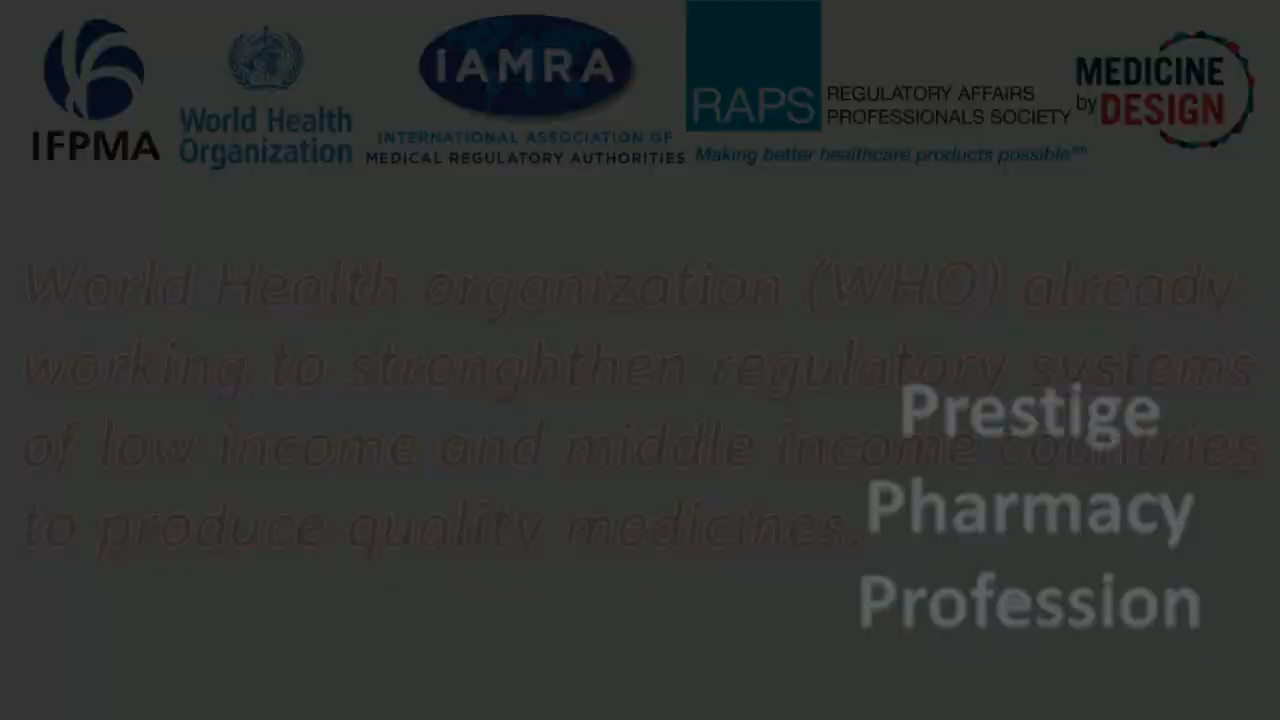 IFPMA
World Health
Organization
IAMRA
INTERNATIONAL ASSOCIATION OF
MEDICAL REGULATORY AUTHORITIES
RAPS
REGULATORY AFFAIRS
PROFESSIONALS SOCIETY
Making better healthcare products possible℠
MEDICINE
by DESIGN
World Health organization (WHO) already
working to strenghthen regulatory systems
of low income and middle income countries
to produce quality medicines.
Prestige
Pharmacy
Profession